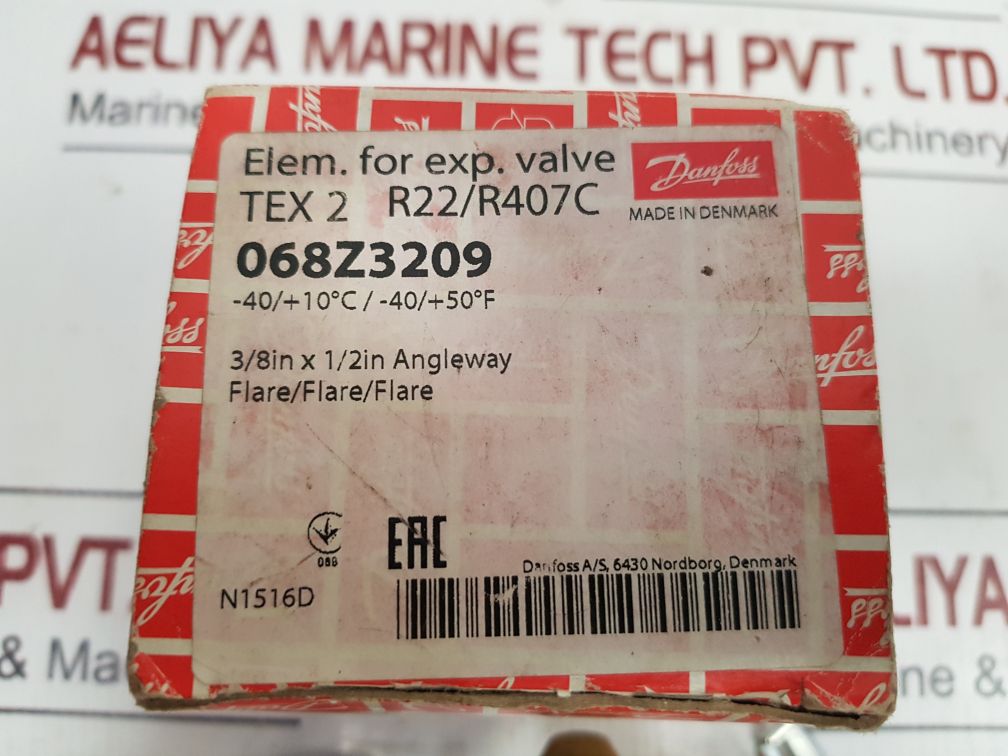 AELIYA MARINE TECH PVT. LTD.
Marine
chinery
Elem. for exp. valve
Danfoss
TEX 2 R22/R407C
MADE IN DENMARK
068Z3209
-40/+10°C / -40/+50°F
3/8in x 1/2in Angleway
Flare/Flare/Flare
088
EAC
Danfoss A/S, 6430 Nordborg, Denmark
N1516D
PVT.
ELIYA
& Ma
ne &